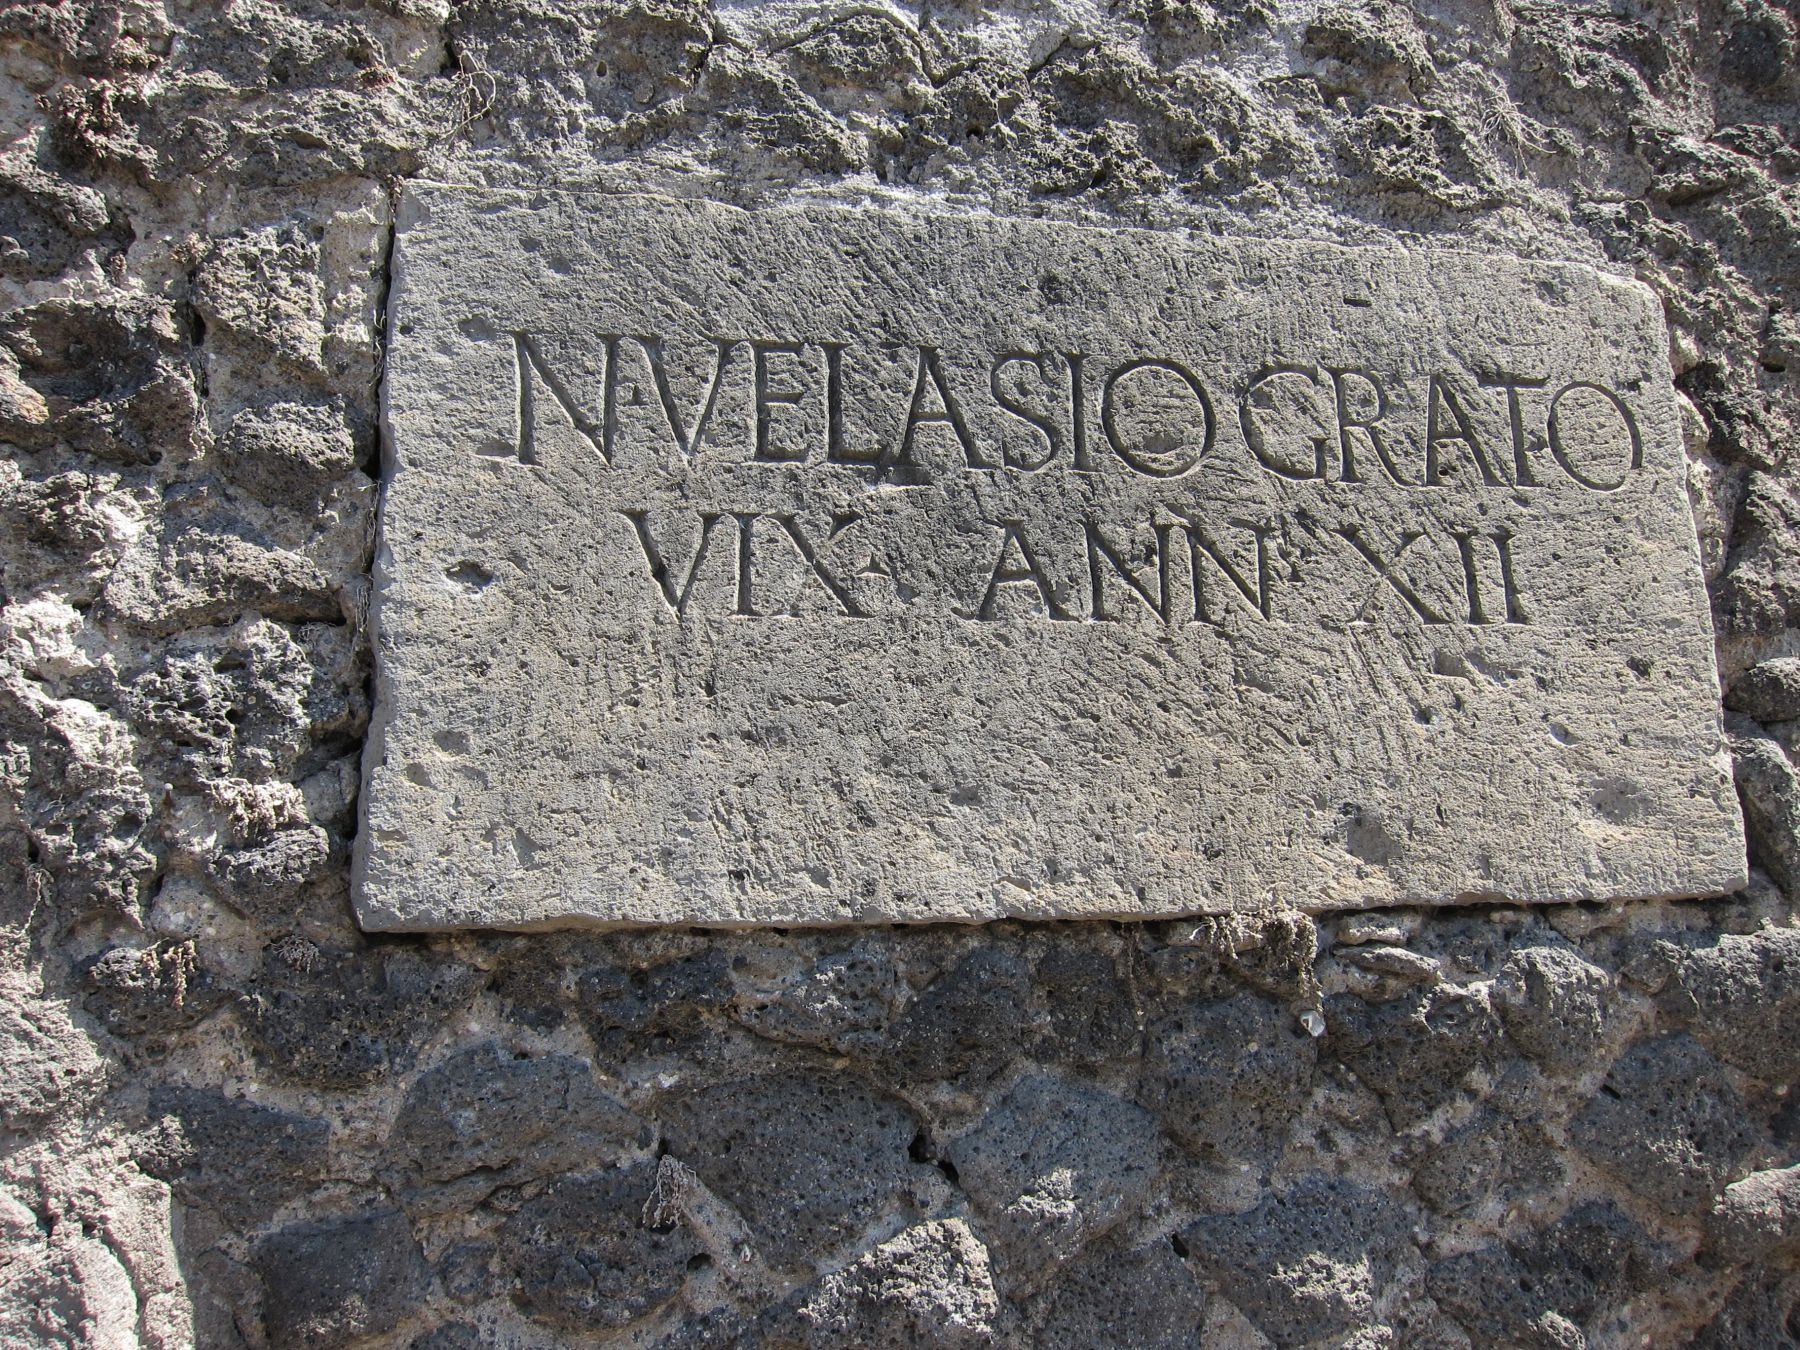 N·VELASIO GRATO
VIX· ANN· XII